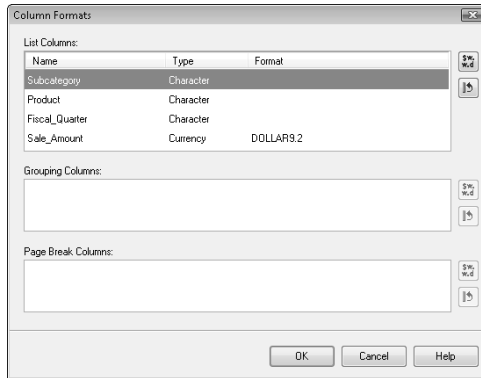 Column Formats
List Columns:
Name Type Format
Subcategory Character
Product Character
Fiscal_Quarter Character
Sale_Amount Currency DOLLAR9.2
$w.
w.d
Grouping Columns:
$w.
w.d
Page Break Columns:
$w.
w.d
OK Cancel Help